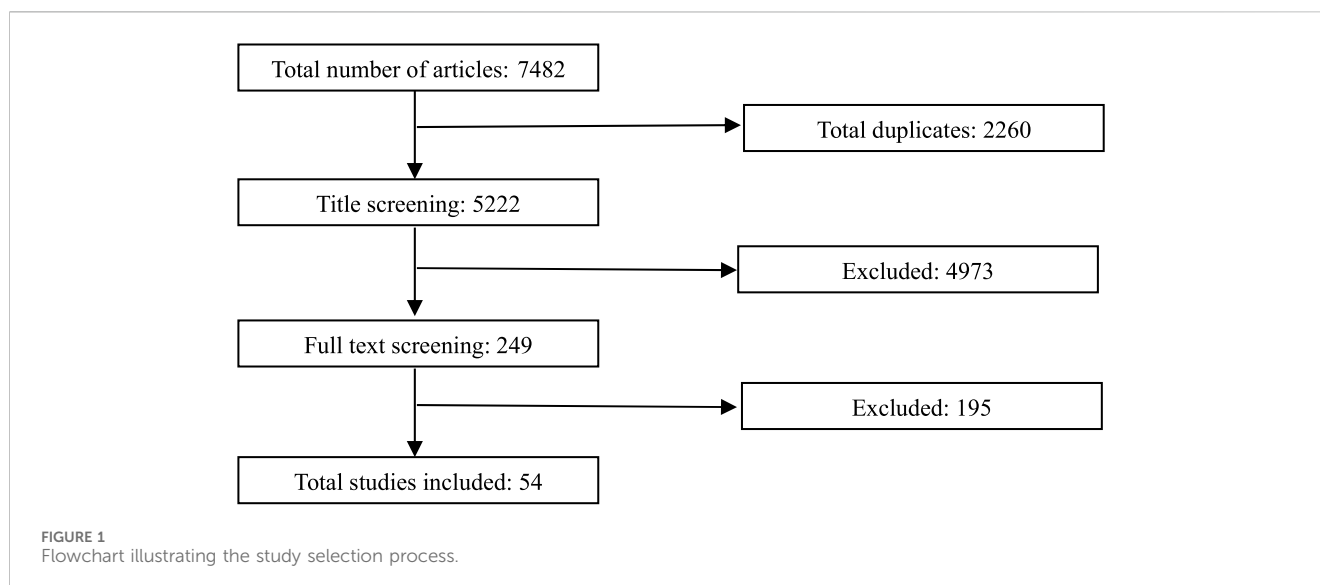 Total number of articles: 7482
Total duplicates: 2260
Title screening: 5222
Excluded: 4973
Full text screening: 249
Excluded: 195
Total studies included: 54
FIGURE 1
Flowchart illustrating the study selection process.